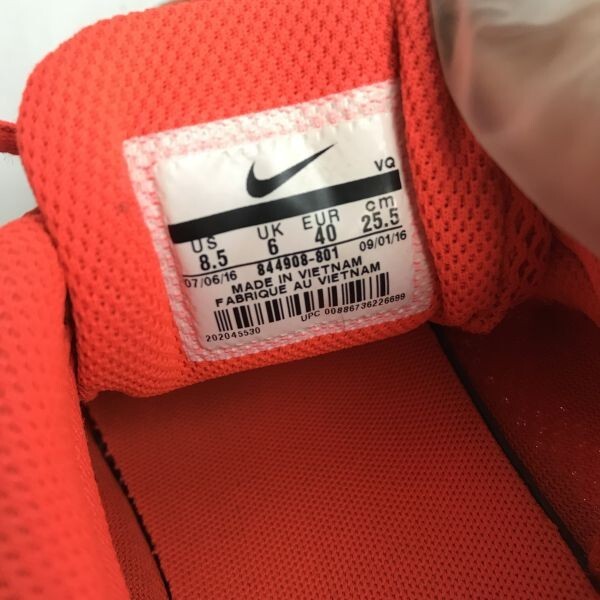 VQ
US UK EUR cm
8.5 6 40 25.5
07/06/16 844908-801 09/01/16
MADE IN VIETNAM
FABRIQUE AU VIETNAM
UPC 00886736226699
202045530